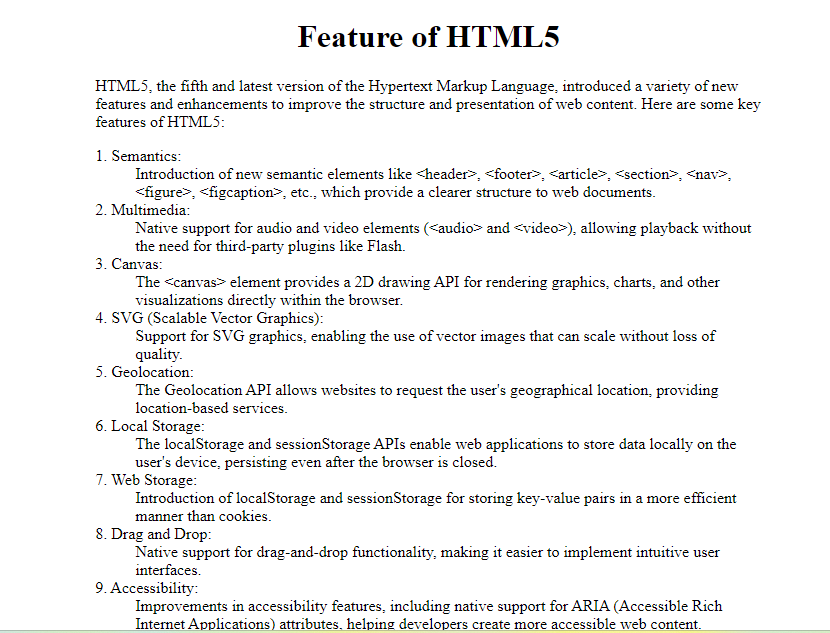 Feature of HTML5
HTML5, the fifth and latest version of the Hypertext Markup Language, introduced a variety of new
features and enhancements to improve the structure and presentation of web content. Here are some key
features of HTML5:
1. Semantics:
Introduction of new semantic elements like <header>, <footer>, <article>, <section>, <nav>,
<figure>, <figcaption>, etc., which provide a clearer structure to web documents.
2. Multimedia:
Native support for audio and video elements (<audio> and <video>), allowing playback without
the need for third-party plugins like Flash.
3. Canvas:
The <canvas> element provides a 2D drawing API for rendering graphics, charts, and other
visualizations directly within the browser.
4. SVG (Scalable Vector Graphics):
Support for SVG graphics, enabling the use of vector images that can scale without loss of
quality.
5. Geolocation:
The Geolocation API allows websites to request the user's geographical location, providing
location-based services.
6. Local Storage:
The localStorage and sessionStorage APIs enable web applications to store data locally on the
user's device, persisting even after the browser is closed.
7. Web Storage:
Introduction of localStorage and sessionStorage for storing key-value pairs in a more efficient
manner than cookies.
8. Drag and Drop:
Native support for drag-and-drop functionality, making it easier to implement intuitive user
interfaces.
9. Accessibility:
Improvements in accessibility features, including native support for ARIA (Accessible Rich
Internet Applications) attributes, helping developers create more accessible web content.